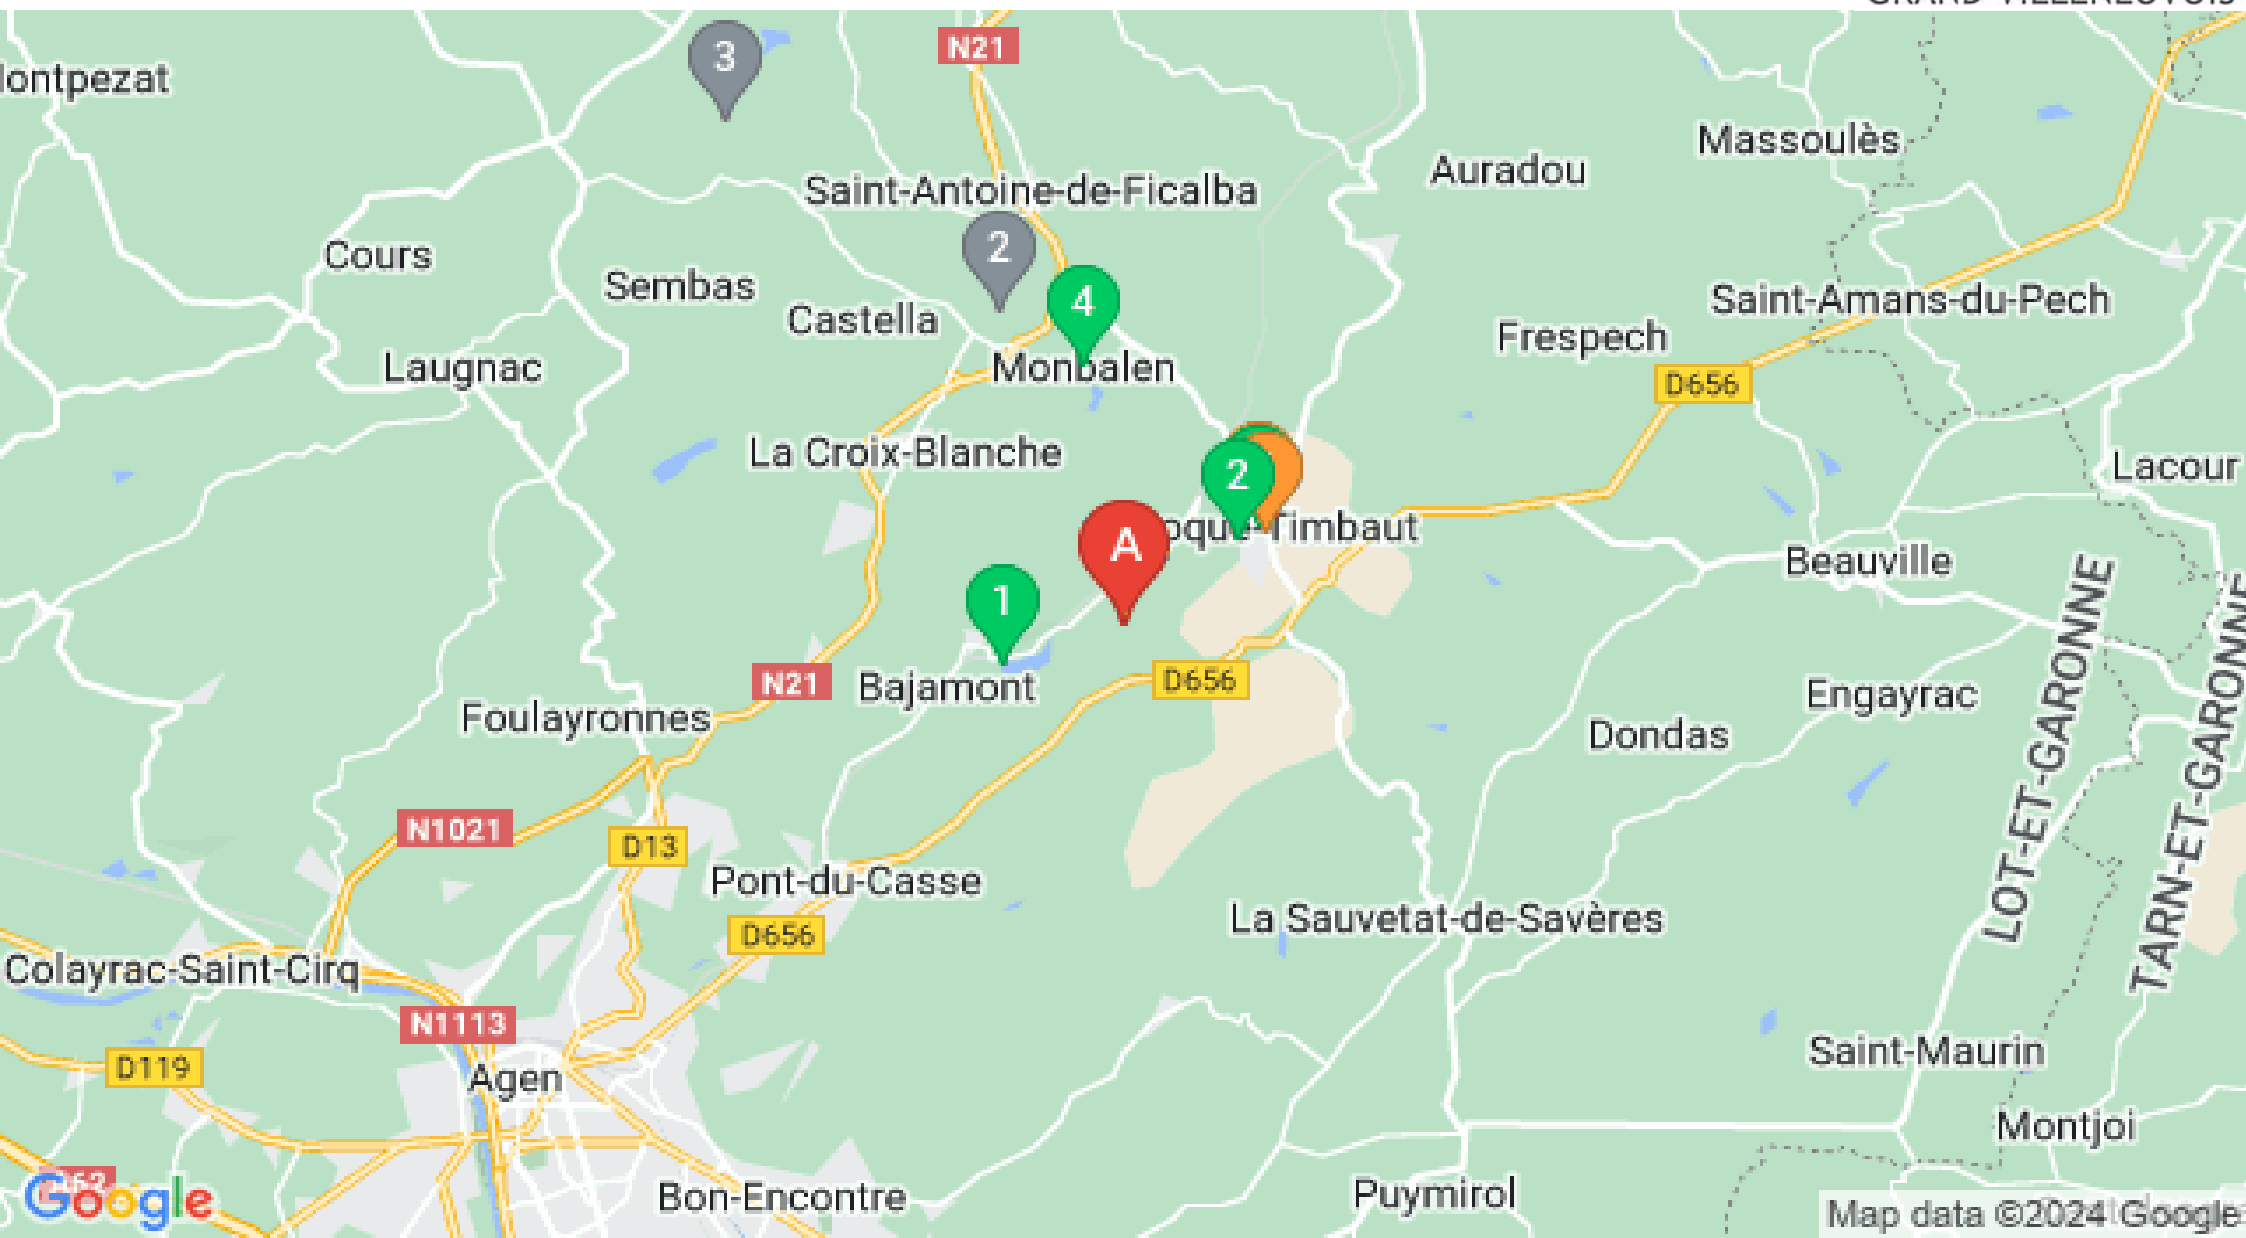 N21
3
Massoulès
Auradou
Saint-Antoine-de-Ficalba
2
Cours
Sembas
4
Saint-Amans-du-Pech
Castella
Frespech
Laugnac
Monbalen
D656
La Croix-Blanche
Lacour
2
A
Beauville
1
N21
Bajamont
D656
Engayrac
Foulayronnes
Dondas
LOT-ET-GARONNE
TARN-ET-GARONNE
N1021
D13
Pont-du-Casse
La Sauvetat-de-Savères
D656
Colayrac-Saint-Cirq
N1113
Saint-Maurin
D119
Agen
Montjoi
Puymirol
Bon-Encontre
Google
Map data ©2024 Google